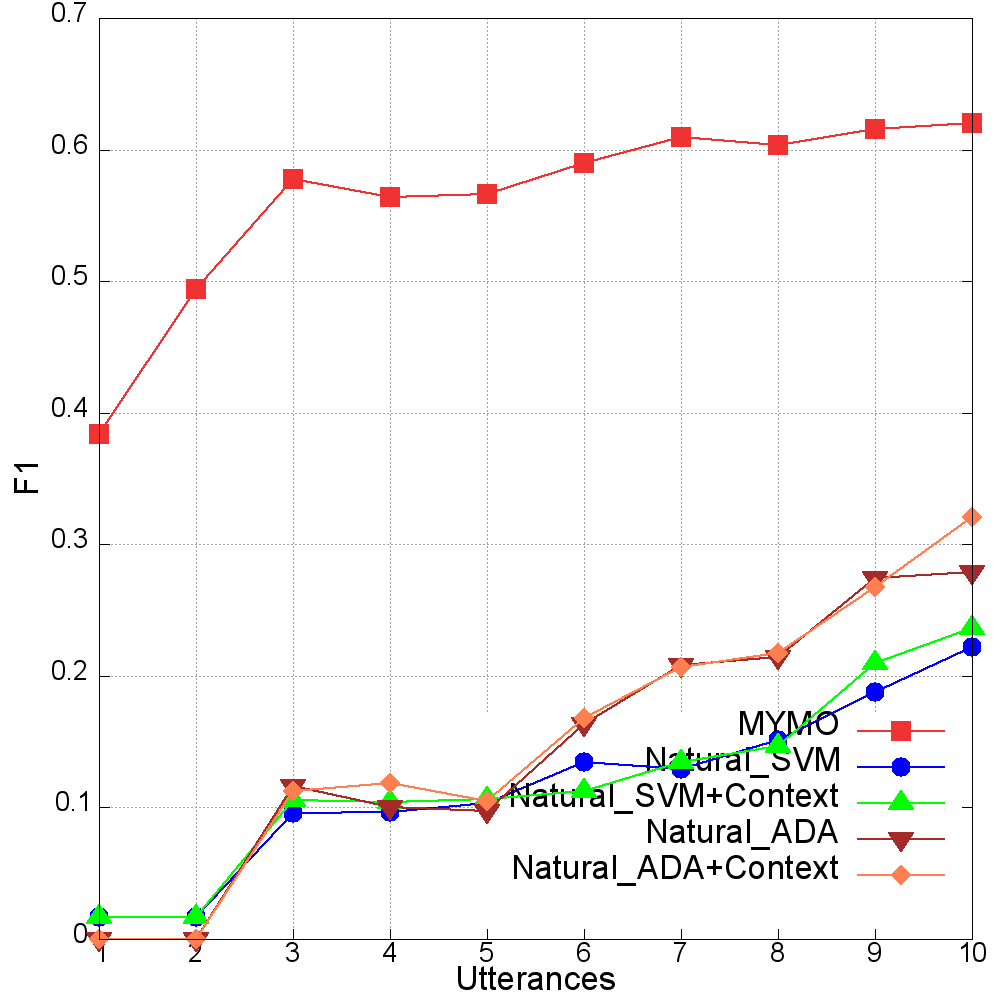 0.7
0.6
0.5
0.4
0.3
0.2
0.1
0
F1
MYMO
Natural_SVM
Natural_SVM+Context
Natural_ADA
Natural_ADA+Context
1 2 3 4 5 6 7 8 9 10
Utterances